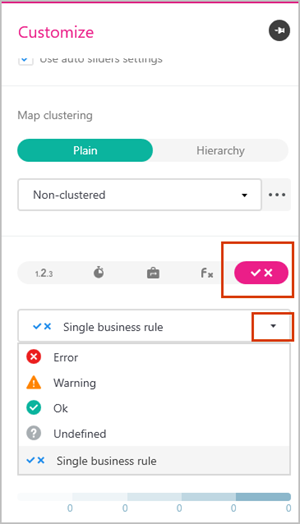 Customize
Use auto sliders settings
Map clustering
Plain Hierarchy
Non-clustered
1.2.3 Fx
Single business rule
Error
Warning
Ok
Undefined
Single business rule
0 0 0 0 0